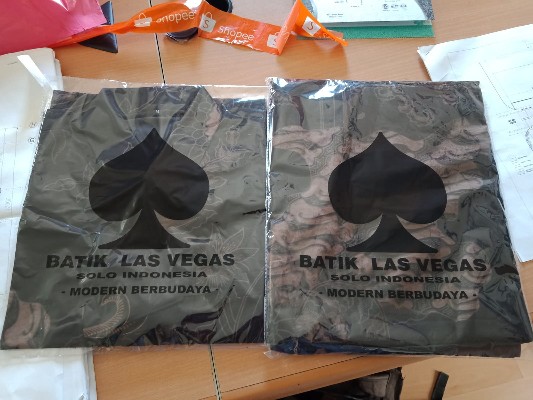 Shopee
Shopee
BATIK LAS VEGAS
SOLO INDONESIA
- MODERN BERBUDAYA -
BATIK LAS VEGAS
SOLO INDONESIA
- MODERN BERBUDAYA -